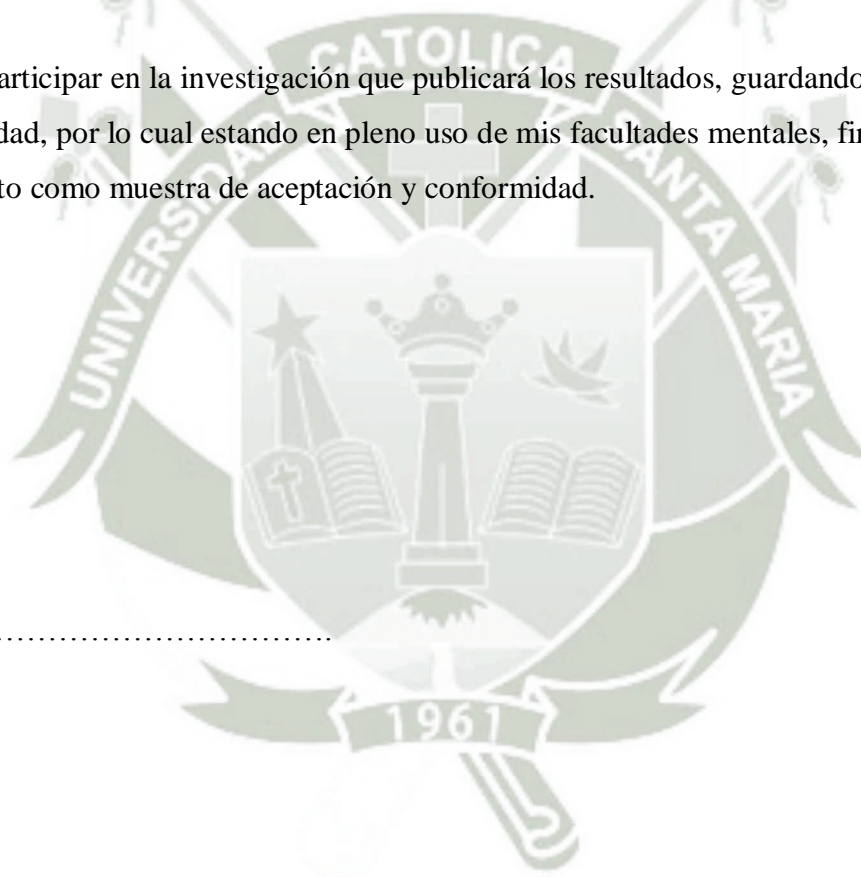 CATOLICA
articipar en la investigación que publicará los resultados, guardando
dad, por lo cual estando en pleno uso de mis facultades mentales, fir
to como muestra de aceptación y conformidad.
UNIVERSIDAD
SANTA MARIA
………………………….
1961